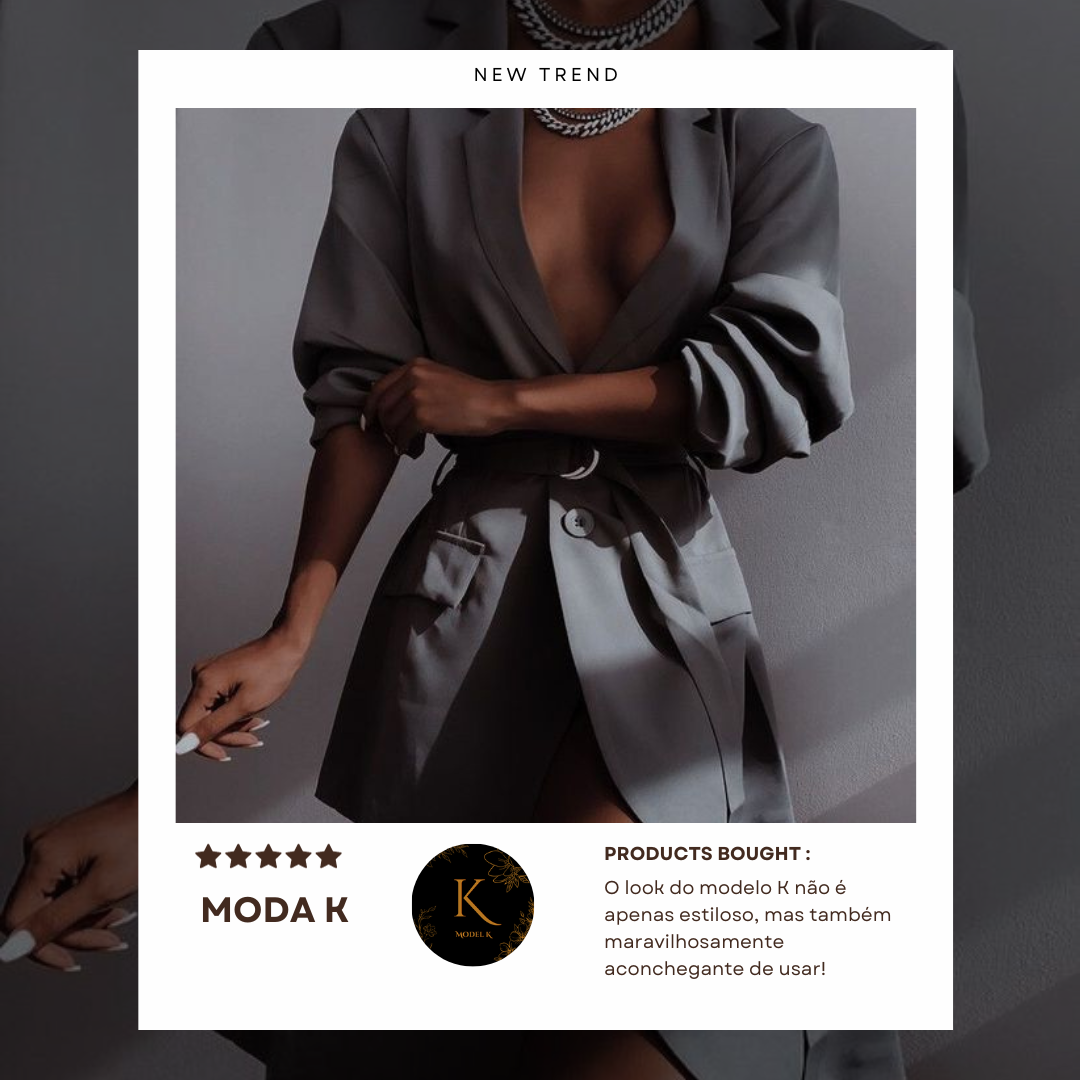 NEW TREND
★★★★★
MODA K
K
MODEL K
PRODUCTS BOUGHT :
O look do modelo K não é
apenas estiloso, mas também
maravilhosamente
aconchegante de usar!